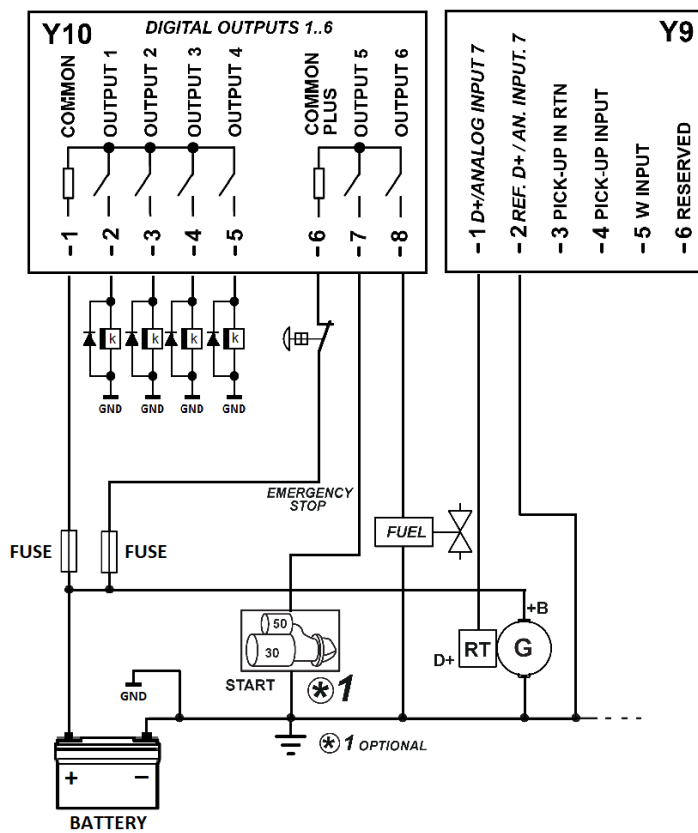 Y10
DIGITAL OUTPUTS 1..6
COMMON
OUTPUT 1
OUTPUT 2
OUTPUT 3
OUTPUT 4
COMMON
PLUS
OUTPUT 5
OUTPUT 6
1
2
3
4
5
6
7
8
Y9
1 D+/ANALOG INPUT 7
2 REF. D+ / AN. INPUT. 7
3 PICK-UP IN RTN
4 PICK-UP INPUT
5 W INPUT
6 RESERVED
k
k
k
k
GND
GND
GND
GND
EMERGENCY
STOP
FUEL
FUSE
FUSE
50
30
START
*1
+B
D+
RT
G
GND
*1 OPTIONAL
+
−
BATTERY